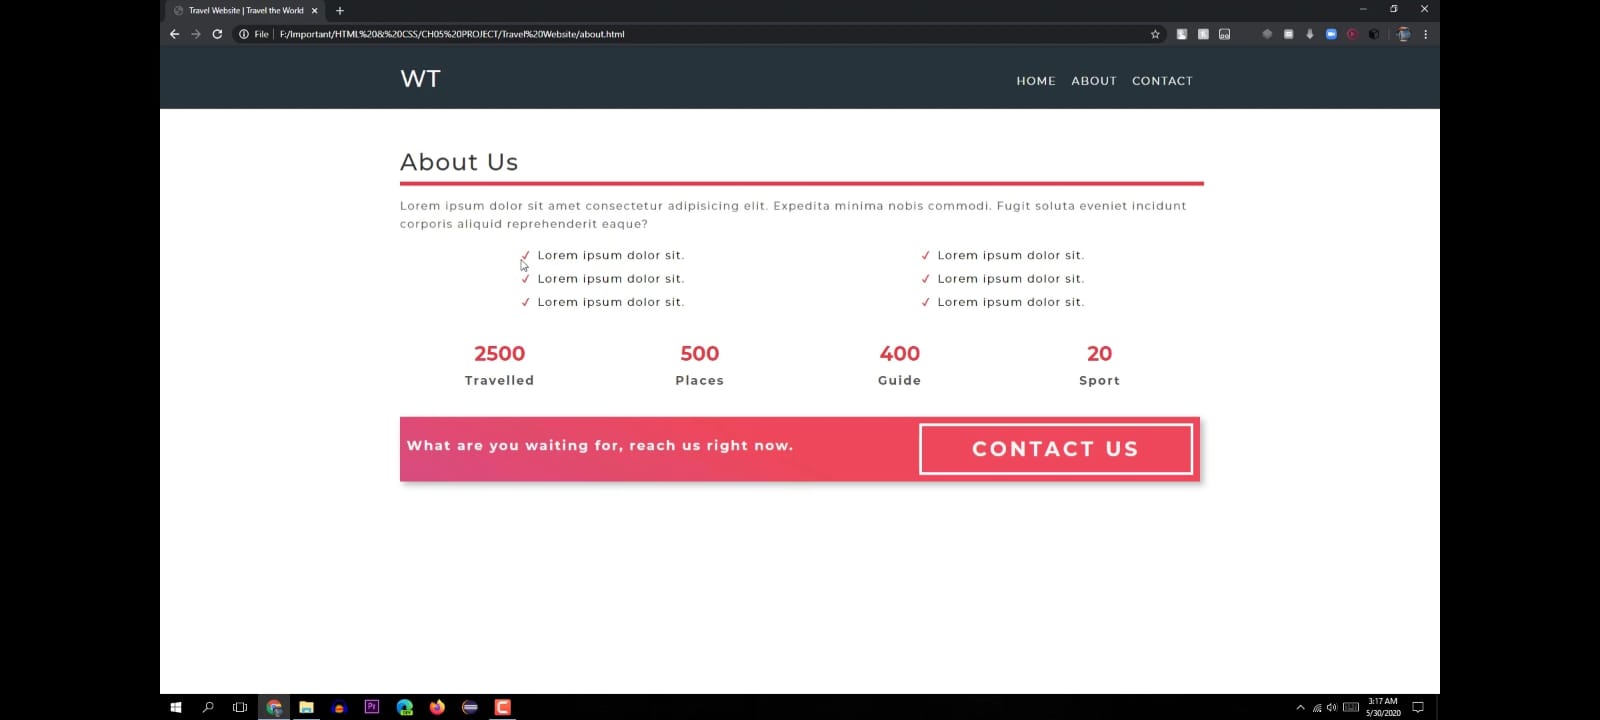 Travel Website | Travel the World
File F:/Important/HTML%20&%20CSS/CH05%20PROJECT/Travel%20Website/about.html
WT
HOME ABOUT CONTACT
About Us
Lorem ipsum dolor sit amet consectetur adipisicing elit. Expedita minima nobis commodi. Fugit soluta eveniet incidunt
corporis aliquid reprehenderit eaque?
✓ Lorem ipsum dolor sit. ✓ Lorem ipsum dolor sit.
✓ Lorem ipsum dolor sit. ✓ Lorem ipsum dolor sit.
✓ Lorem ipsum dolor sit. ✓ Lorem ipsum dolor sit.
2500 500 400 20
Travelled Places Guide Sport
What are you waiting for, reach us right now. CONTACT US
Pr
3:17 AM
5/30/2020